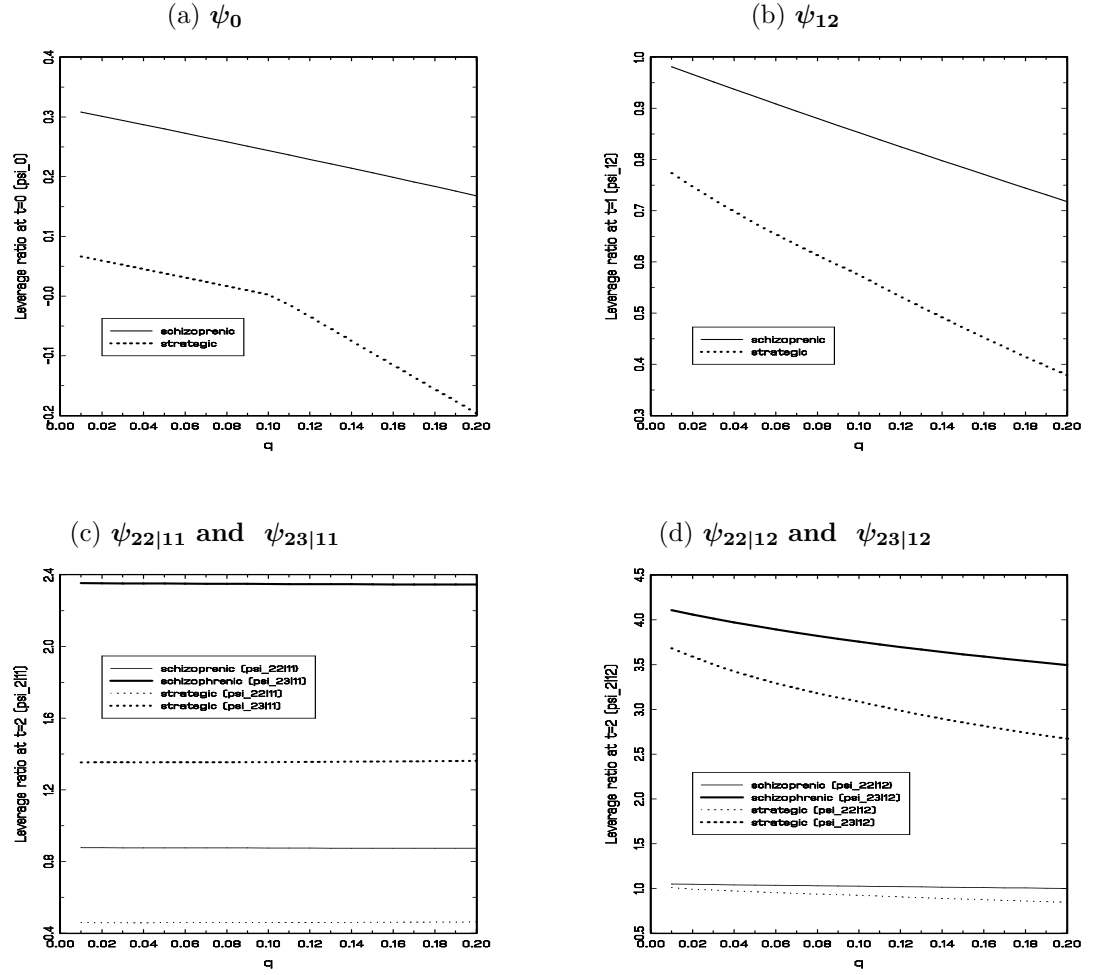 (a) ψ0
0.4
0.3
0.2
0.1
-0.0
-0.1
-0.2
Leverage ratio at t=0 (psi_0)
schizoprenic
strategic
0.00 0.02 0.04 0.06 0.08 0.10 0.12 0.14 0.16 0.18 0.20
q
(b) ψ12
1.0
0.9
0.8
0.7
0.6
0.5
0.4
0.3
Leverage ratio at t=1 (psi_12)
schizoprenic
strategic
0.00 0.02 0.04 0.06 0.08 0.10 0.12 0.14 0.16 0.18 0.20
q
(c) ψ22|11 and ψ23|11
2.4
2.0
1.6
1.2
0.8
0.4
Leverage ratio at t=2 (psi_2|11)
schizoprenic (psi_22|11)
schizophrenic (psi_23|11)
strategic (psi_22|11)
strategic (psi_23|11)
0.00 0.02 0.04 0.06 0.08 0.10 0.12 0.14 0.16 0.18 0.20
q
(d) ψ22|12 and ψ23|12
4.5
4.0
3.5
3.0
2.5
2.0
1.5
1.0
0.5
Leverage ratio at t=2 (psi_2|12)
schizoprenic (psi_22|12)
schizophrenic (psi_23|12)
strategic (psi_22|12)
strategic (psi_23|12)
0.00 0.02 0.04 0.06 0.08 0.10 0.12 0.14 0.16 0.18 0.20
q